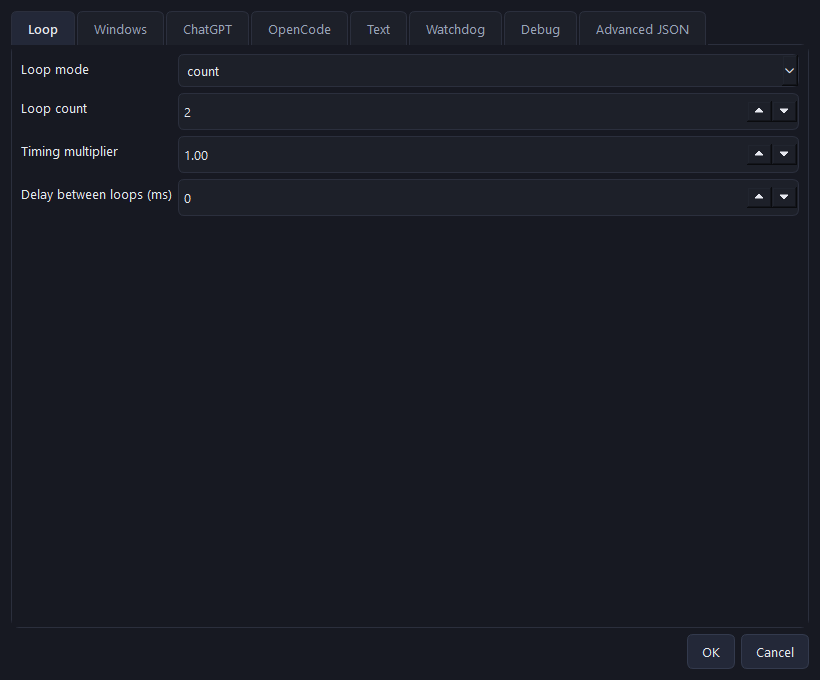 Loop Windows ChatGPT OpenCode Text Watchdog Debug Advanced JSON
Loop mode count
Loop count 2
Timing multiplier 1.00
Delay between loops (ms) 0
OK Cancel